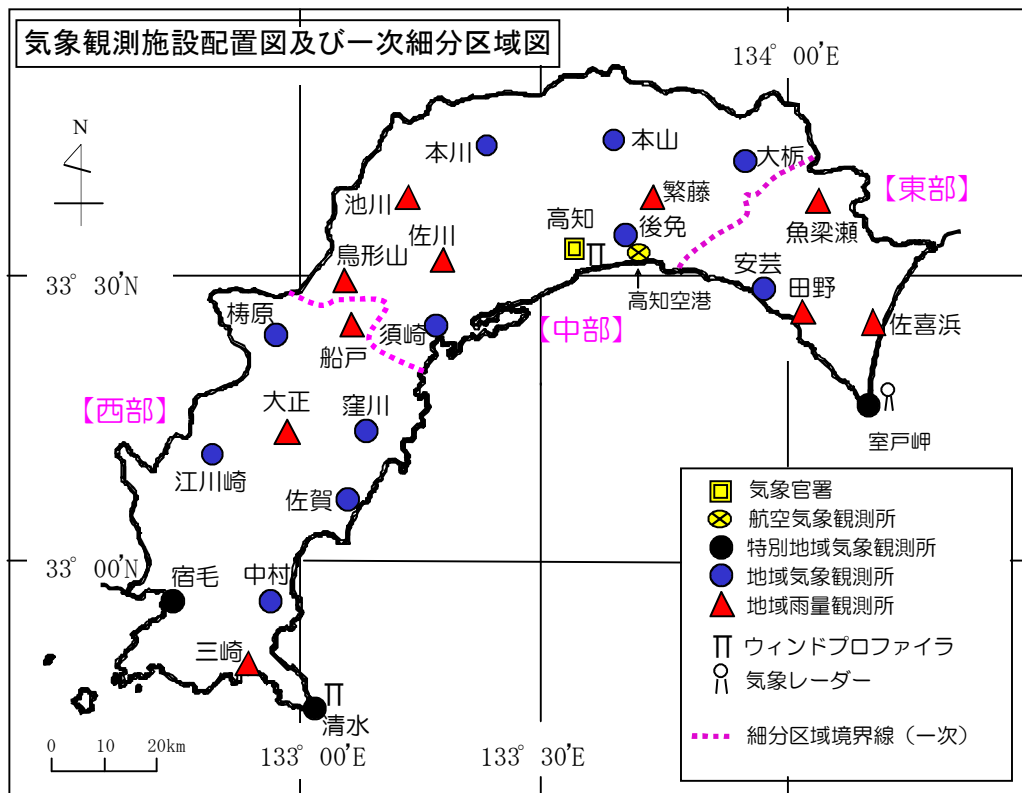 気象観測施設配置図及び一次細分区域図
134° 00′E
N
本川
本山
大栃
【東部】
池川
繁藤
高知
後免
魚梁瀬
佐川
鳥形山
33° 30′N
高知空港
安芸
田野
梼原
船戸
須崎
【中部】
佐喜浜
【西部】
大正
窪川
室戸岬
江川崎
佐賀
33° 00′N
宿毛
中村
三崎
清水
0 10 20km
133° 00′E
133° 30′E
気象官署
航空気象観測所
特別地域気象観測所
地域気象観測所
地域雨量観測所
ウィンドプロファイラ
気象レーダー
細分区域境界線（一次）